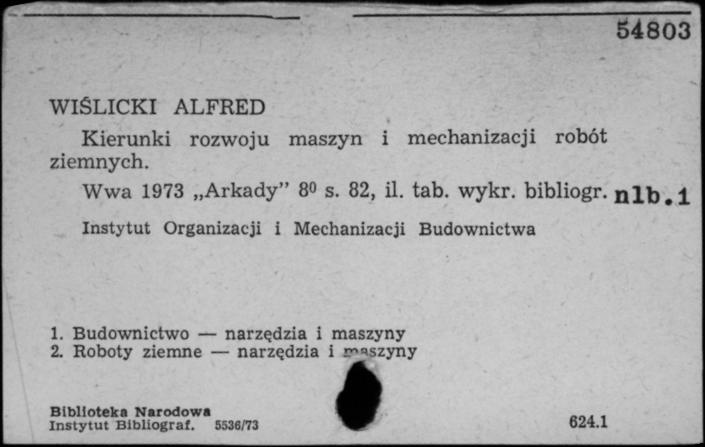 54803
WIŚLICKI ALFRED
Kierunki rozwoju maszyn i mechanizacji robót
ziemnych.
Wwa 1973 „Arkady” 8⁰ s. 82, il. tab. wykr. bibliogr. nlb.1
Instytut Organizacji i Mechanizacji Budownictwa
1. Budownictwo — narzędzia i maszyny
2. Roboty ziemne — narzędzia i maszyny
Biblioteka Narodowa
Instytut Bibliograf. 5536/73 624.1